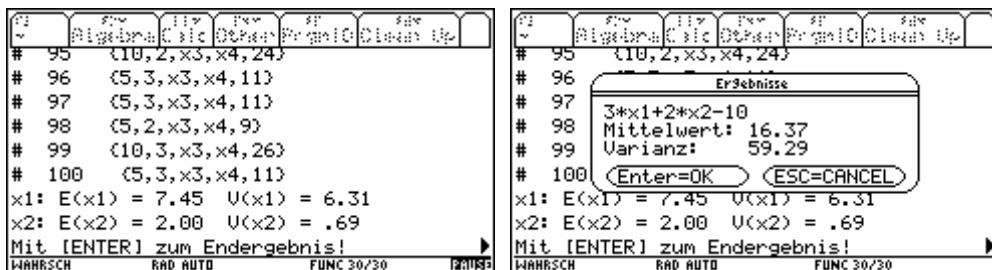 Algebra Calc Other PrgmIO Clean Up
# 95 {10,2,x3,x4,24}
# 96 {5,3,x3,x4,11}
# 97 {5,3,x3,x4,11}
# 98 {5,2,x3,x4,9}
# 99 {10,3,x3,x4,26}
# 100 {5,3,x3,x4,11}
x1: E(x1) = 7.45 V(x1) = 6.31
x2: E(x2) = 2.00 V(x2) = .69
Mit [ENTER] zum Endergebnis!
WAHRSCH RAD AUTO FUNC 30/30 PAUSE
Algebra Calc Other PrgmIO Clean Up
# 95 {10,2,x3,x4,24}
# 96
# 97
# 98
# 99
# 100
Ergebnisse
3*x1+2*x2-10
Mittelwert: 16.37
Varianz: 59.29
Enter=OK ESC=CANCEL
x1: E(x1) = 7.45 V(x1) = 6.31
x2: E(x2) = 2.00 V(x2) = .69
Mit [ENTER] zum Endergebnis!
WAHRSCH RAD AUTO FUNC 30/30